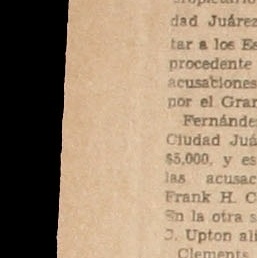 dad Juárez
tar a los Es
procedente
acusaciones
por el Gran
Fernánde
Ciudad Juá
$5,000, y es
las acusac
Frank H. C
En la otra s
C. Upton ali
Clements